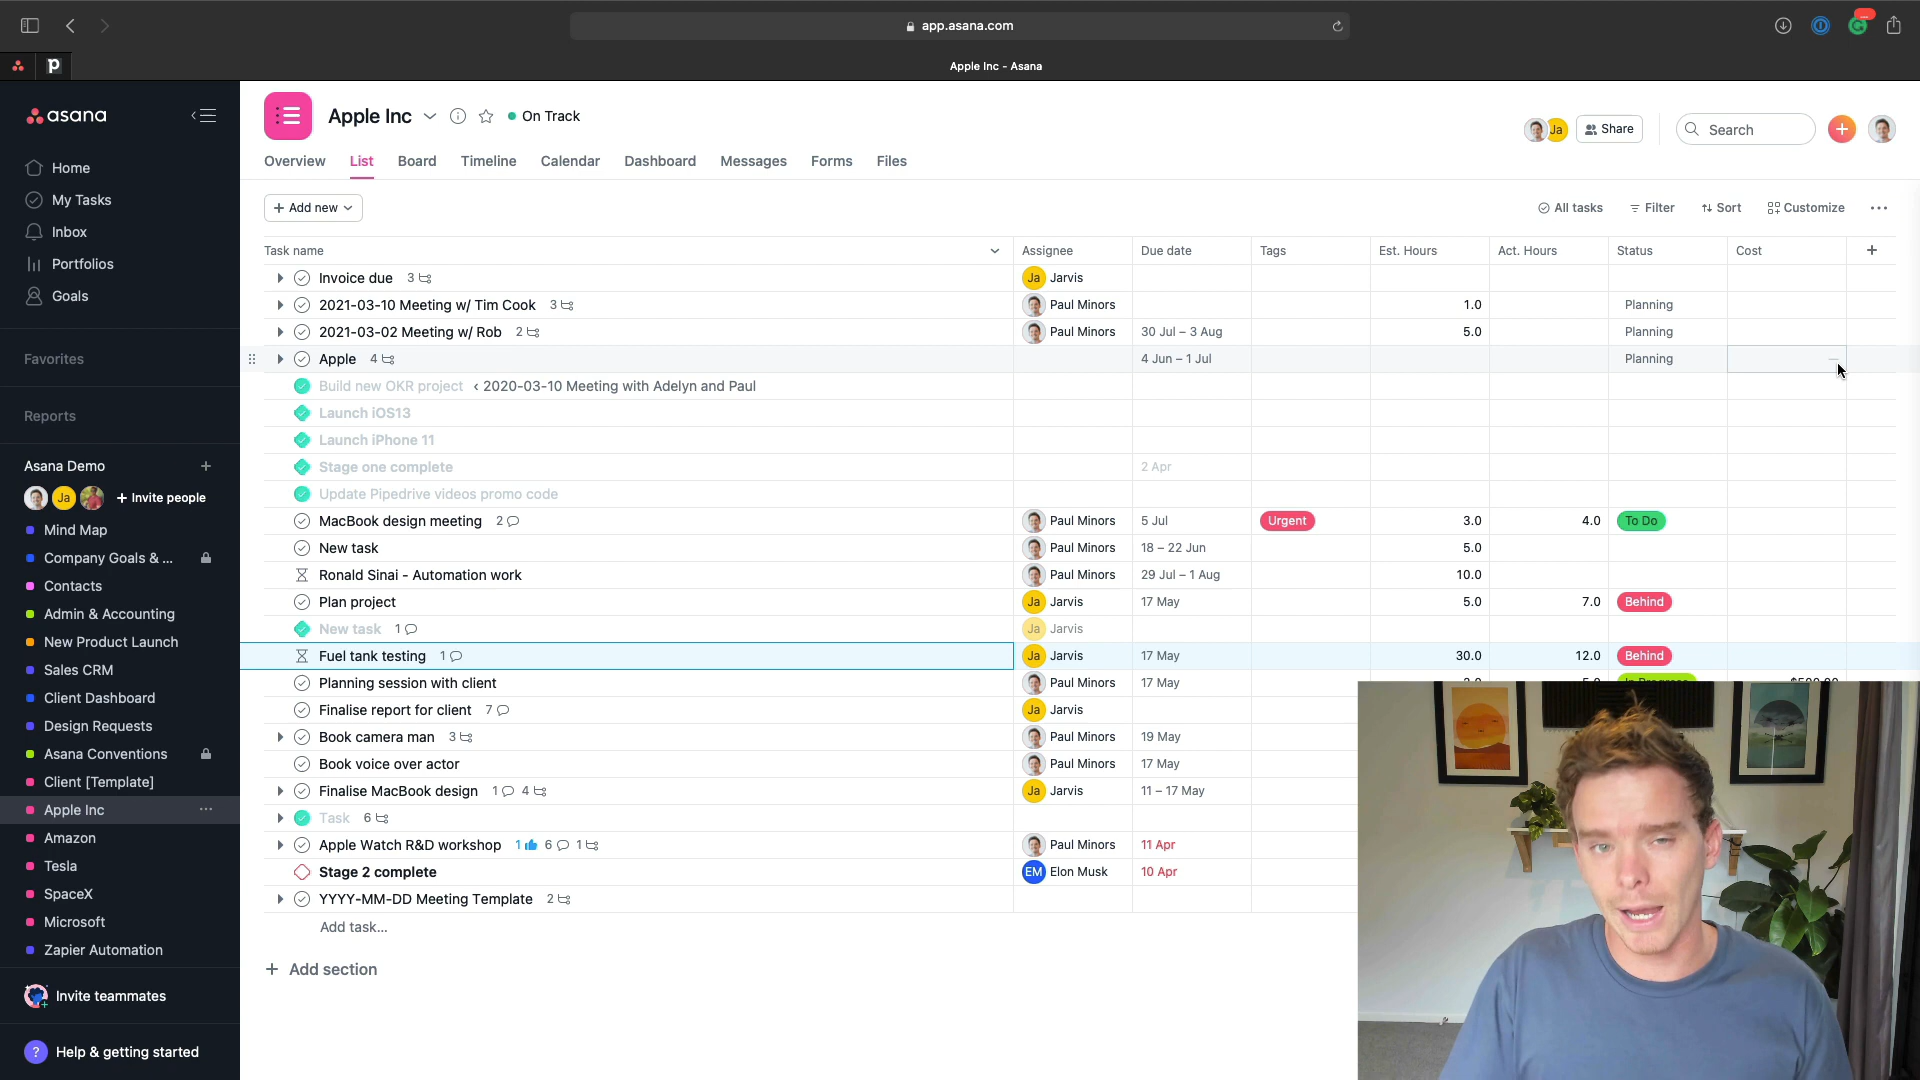 app.asana.com
Apple Inc - Asana
asana
Home
My Tasks
Inbox
Portfolios
Goals
Favorites
Reports
Asana Demo +
Ja + Invite people
Mind Map
Company Goals & ...
Contacts
Admin & Accounting
New Product Launch
Sales CRM
Client Dashboard
Design Requests
Asana Conventions
Client [Template]
Apple Inc ...
Amazon
Tesla
SpaceX
Microsoft
Zapier Automation
Invite teammates
? Help & getting started
Apple Inc On Track
Ja Share Search +
Overview List Board Timeline Calendar Dashboard Messages Forms Files
+ Add new All tasks Filter Sort Customize ...
Task name Assignee Due date Tags Est. Hours Act. Hours Status Cost +
Invoice due 3 Ja Jarvis
2021-03-10 Meeting w/ Tim Cook 3 Paul Minors 1.0 Planning
2021-03-02 Meeting w/ Rob 2 Paul Minors 30 Jul – 3 Aug 5.0 Planning
Apple 4 4 Jun – 1 Jul Planning —
Build new OKR project ‹ 2020-03-10 Meeting with Adelyn and Paul
Launch iOS13
Launch iPhone 11
Stage one complete 2 Apr
Update Pipedrive videos promo code
MacBook design meeting 2 Paul Minors 5 Jul Urgent 3.0 4.0 To Do
New task Paul Minors 18 – 22 Jun 5.0
Ronald Sinai - Automation work Paul Minors 29 Jul – 1 Aug 10.0
Plan project Ja Jarvis 17 May 5.0 7.0 Behind
New task 1 Ja Jarvis
Fuel tank testing 1 Ja Jarvis 17 May 30.0 12.0 Behind
Planning session with client Paul Minors 17 May
Finalise report for client 7 Ja Jarvis
Book camera man 3 Paul Minors 19 May
Book voice over actor Paul Minors 17 May
Finalise MacBook design 1 4 Ja Jarvis 11 – 17 May
Task 6
Apple Watch R&D workshop 1 6 1 Paul Minors 11 Apr
Stage 2 complete EM Elon Musk 10 Apr
YYYY-MM-DD Meeting Template 2
Add task...
+ Add section